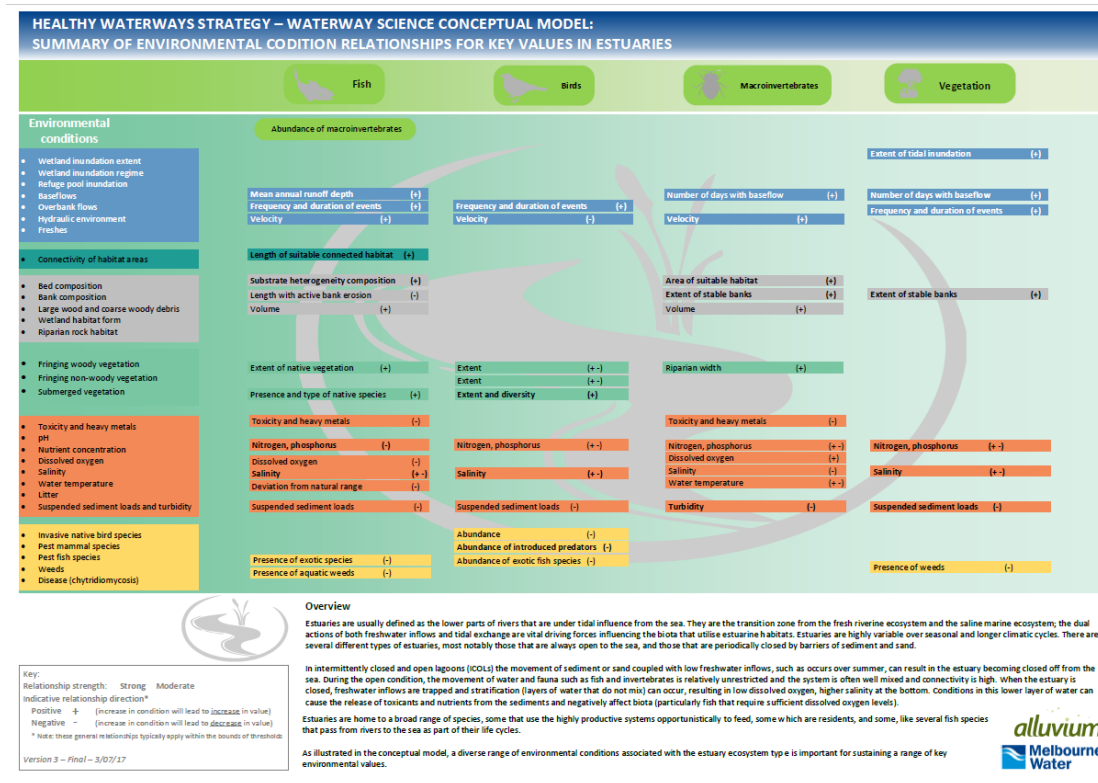 HEALTHY WATERWAYS STRATEGY – WATERWAY SCIENCE CONCEPTUAL MODEL:
SUMMARY OF ENVIRONMENTAL CODITION RELATIONSHIPS FOR KEY VALUES IN ESTUARIES
Fish
Birds
Macroinvertebrates
Vegetation
Environmental
conditions
Abundance of macroinvertebrates
• Wetland inundation extent
• Wetland inundation regime
• Refuge pool inundation
• Baseflows
• Overbank flows
• Hydraulic environment
• Freshes
Extent of tidal inundation (+)
Mean annual runoff depth (+)
Number of days with baseflow (+)
Number of days with baseflow (+)
Frequency and duration of events (+)
Frequency and duration of events (+)
Frequency and duration of events (+)
Velocity (+)
Velocity (-)
Velocity (+)
• Connectivity of habitat areas
Length of suitable connected habitat (+)
• Bed composition
• Bank composition
• Large wood and coarse woody debris
• Wetland habitat form
• Riparian rock habitat
Substrate heterogeneity composition (+)
Area of suitable habitat (+)
Length with active bank erosion (-)
Extent of stable banks (+)
Extent of stable banks (+)
Volume (+)
Volume (+)
• Fringing woody vegetation
• Fringing non-woody vegetation
• Submerged vegetation
Extent of native vegetation (+)
Extent (+ -)
Riparian width (+)
Extent (+ -)
Presence and type of native species (+)
Extent and diversity (+)
• Toxicity and heavy metals
• pH
• Nutrient concentration
• Dissolved oxygen
• Salinity
• Water temperature
• Litter
• Suspended sediment loads and turbidity
Toxicity and heavy metals (-)
Toxicity and heavy metals (-)
Nitrogen, phosphorus (-)
Nitrogen, phosphorus (+ -)
Nitrogen, phosphorus (+ -)
Nitrogen, phosphorus (+ -)
Dissolved oxygen (-)
Dissolved oxygen (+)
Salinity (+ -)
Salinity (+ -)
Salinity (-)
Salinity (+ -)
Deviation from natural range (-)
Water temperature (+ -)
Suspended sediment loads (-)
Suspended sediment loads (-)
Turbidity (-)
Suspended sediment loads (-)
• Invasive native bird species
• Pest mammal species
• Pest fish species
• Weeds
• Disease (chytridiomycosis)
Abundance (-)
Abundance of introduced predators (-)
Presence of exotic species (-)
Abundance of exotic fish species (-)
Presence of aquatic weeds (-)
Presence of weeds (-)
Overview
Estuaries are usually defined as the lower parts of rivers that are under tidal influence from the sea. They are the transition zone from the fresh riverine ecosystem and the saline marine ecosystem; the dual
actions of both freshwater inflows and tidal exchange are vital driving forces influencing the biota that utilise estuarine habitats. Estuaries are highly variable over seasonal and longer climatic cycles. There are
several different types of estuaries, most notably those that are always open to the sea, and those that are periodically closed by barriers of sediment and sand.
In intermittently closed and open lagoons (ICOLs) the movement of sediment or sand coupled with low freshwater inflows, such as occurs over summer, can result in the estuary becoming closed off from the
sea. During the open condition, the movement of water and fauna such as fish and invertebrates is relatively unrestricted and the system is often well mixed and connectivity is high. When the estuary is
closed, freshwater inflows are trapped and stratification (layers of water that do not mix) can occur, resulting in low dissolved oxygen, higher salinity at the bottom. Conditions in this lower layer of water can
cause the release of toxicants and nutrients from the sediments and negatively affect biota (particularly fish that require sufficient dissolved oxygen levels).
Estuaries are home to a broad range of species, some that use the highly productive systems opportunistically to feed, some which are residents, and some, like several fish species
that pass from rivers to the sea as part of their life cycles.
As illustrated in the conceptual model, a diverse range of environmental conditions associated with the estuary ecosystem type is important for sustaining a range of key
environmental values.
Key:
Relationship strength: Strong Moderate
Indicative relationship direction*
Positive + (increase in condition will lead to increase in value)
Negative - (increase in condition will lead to decrease in value)
* Note: these general relationships typically apply within the bounds of thresholds
Version 3 – Final – 3/07/17
alluvium
Melbourne
Water